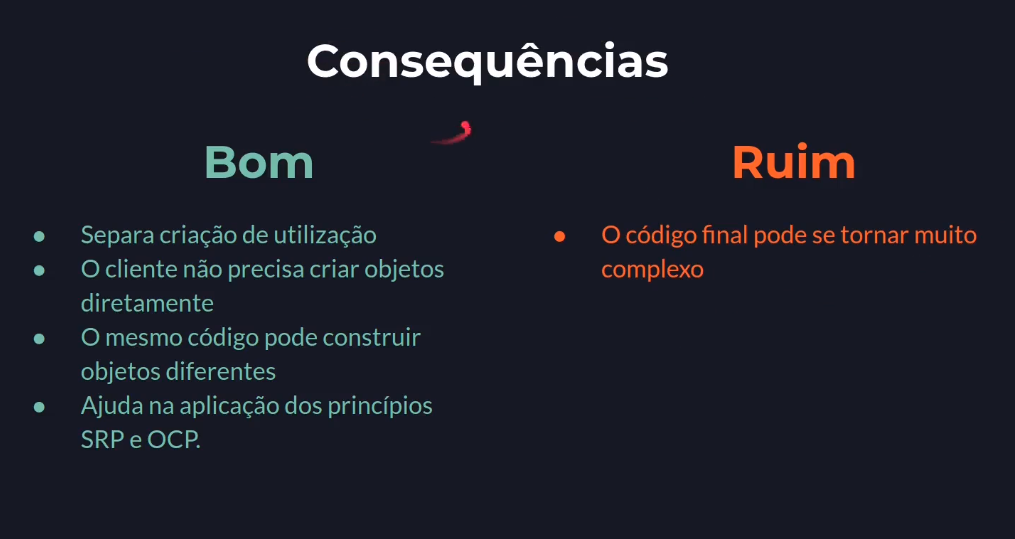 Consequências
Bom
● Separa criação de utilização
● O cliente não precisa criar objetos
diretamente
● O mesmo código pode construir
objetos diferentes
● Ajuda na aplicação dos princípios
SRP e OCP.
Ruim
● O código final pode se tornar muito
complexo